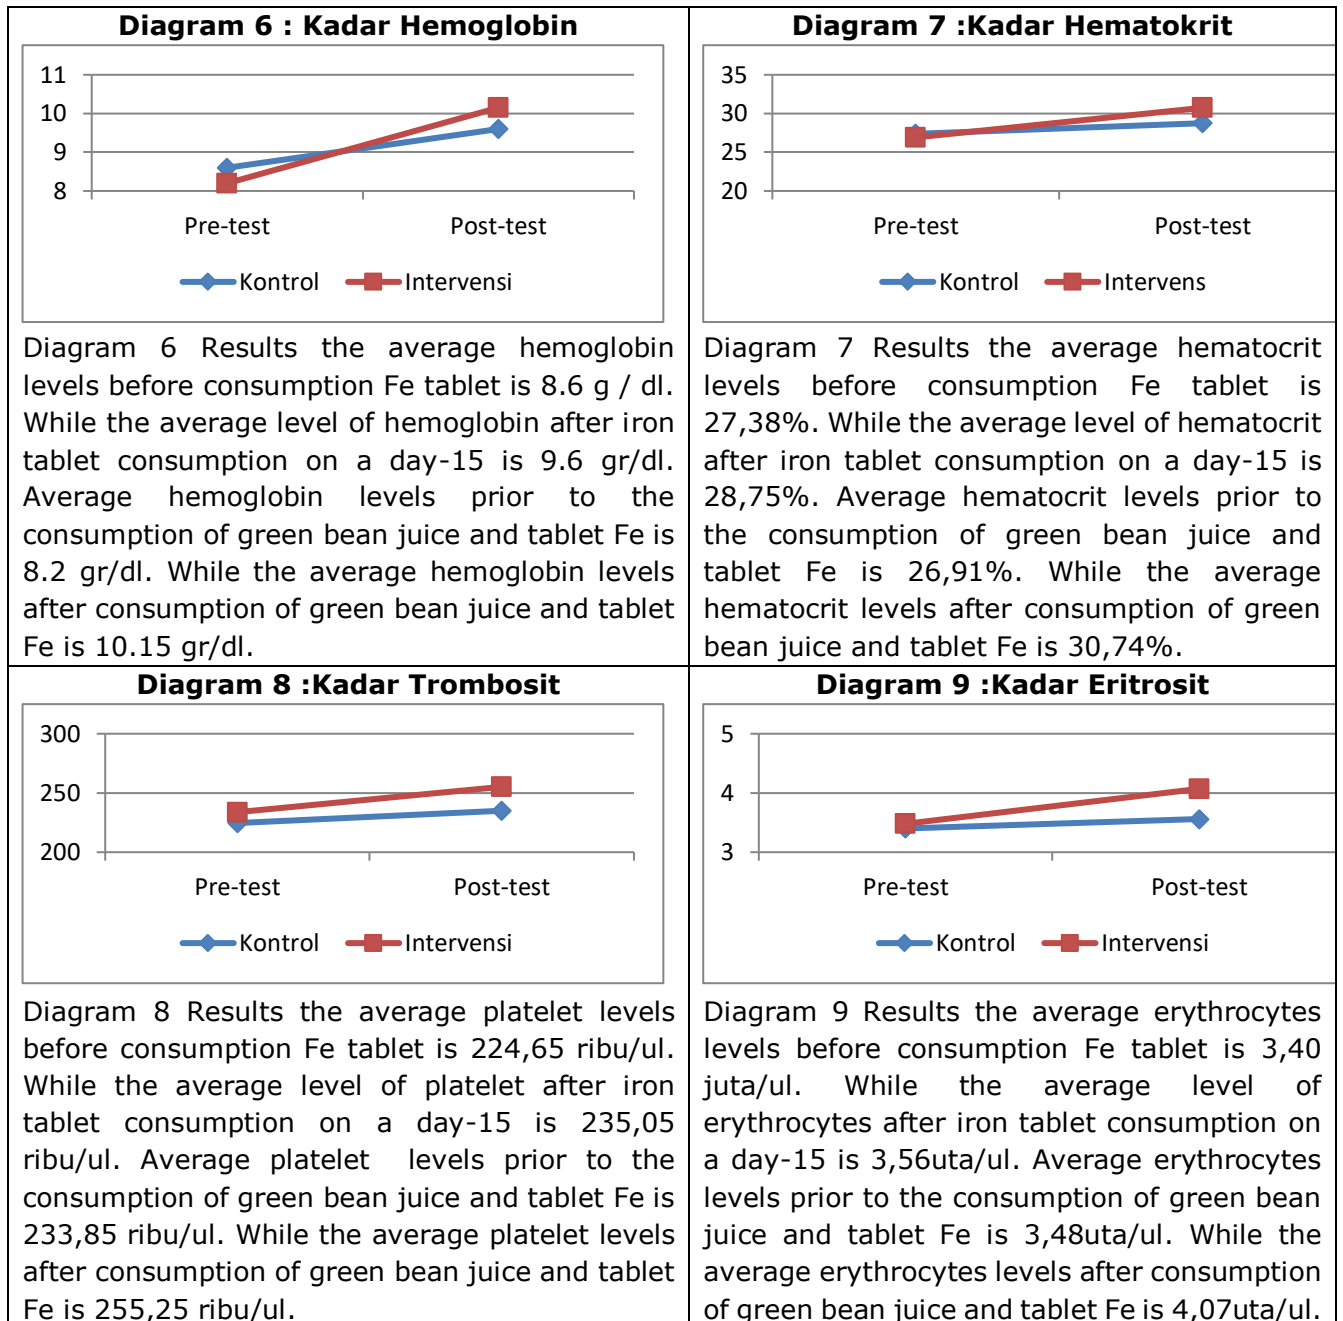 Diagram 6 : Kadar Hemoglobin
11
10
9
8
Pre-test Post-test
Kontrol Intervensi
Diagram 6 Results the average hemoglobin
levels before consumption Fe tablet is 8.6 g / dl.
While the average level of hemoglobin after iron
tablet consumption on a day-15 is 9.6 gr/dl.
Average hemoglobin levels prior to the
consumption of green bean juice and tablet Fe is
8.2 gr/dl. While the average hemoglobin levels
after consumption of green bean juice and tablet
Fe is 10.15 gr/dl.
Diagram 7 :Kadar Hematokrit
35
30
25
20
Pre-test Post-test
Kontrol Intervens
Diagram 7 Results the average hematocrit
levels before consumption Fe tablet is
27,38%. While the average level of hematocrit
after iron tablet consumption on a day-15 is
28,75%. Average hematocrit levels prior to
the consumption of green bean juice and
tablet Fe is 26,91%. While the average
hematocrit levels after consumption of green
bean juice and tablet Fe is 30,74%.
Diagram 8 :Kadar Trombosit
300
250
200
Pre-test Post-test
Kontrol Intervensi
Diagram 8 Results the average platelet levels
before consumption Fe tablet is 224,65 ribu/ul.
While the average level of platelet after iron
tablet consumption on a day-15 is 235,05
ribu/ul. Average platelet levels prior to the
consumption of green bean juice and tablet Fe is
233,85 ribu/ul. While the average platelet levels
after consumption of green bean juice and tablet
Fe is 255,25 ribu/ul.
Diagram 9 :Kadar Eritrosit
5
4
3
Pre-test Post-test
Kontrol Intervensi
Diagram 9 Results the average erythrocytes
levels before consumption Fe tablet is 3,40
juta/ul. While the average level of
erythrocytes after iron tablet consumption on
a day-15 is 3,56uta/ul. Average erythrocytes
levels prior to the consumption of green bean
juice and tablet Fe is 3,48uta/ul. While the
average erythrocytes levels after consumption
of green bean juice and tablet Fe is 4,07uta/ul.